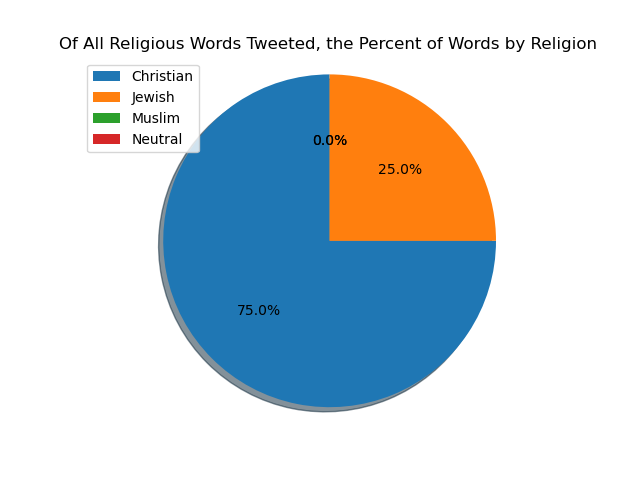 Of All Religious Words Tweeted, the Percent of Words by Religion
Christian
Jewish
Muslim
Neutral
0.0%
25.0%
75.0%